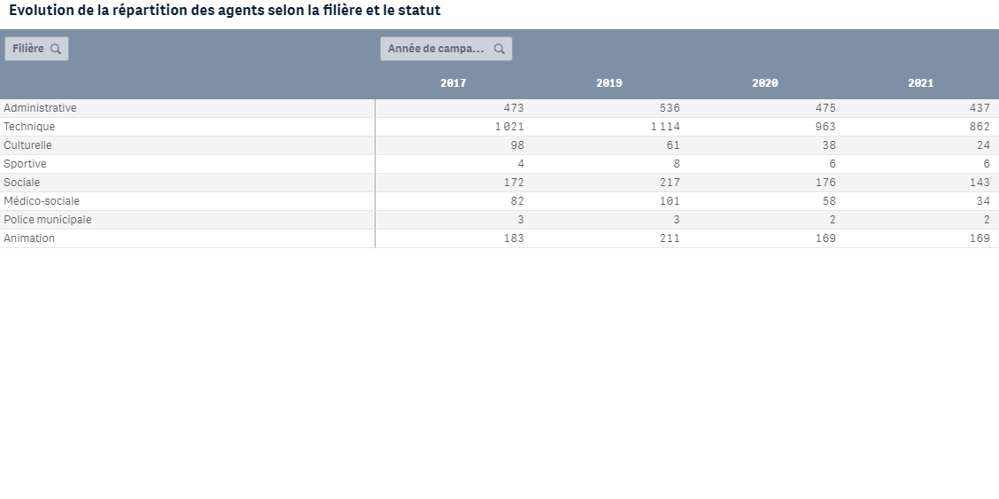 Evolution de la répartition des agents selon la filière et le statut
Filière Année de campa...
2017 2019 2020 2021
Administrative 473 536 475 437
Technique 1 021 1 114 963 862
Culturelle 98 61 38 24
Sportive 4 8 6 6
Sociale 172 217 176 143
Médico-sociale 82 101 58 34
Police municipale 3 3 2 2
Animation 183 211 169 169